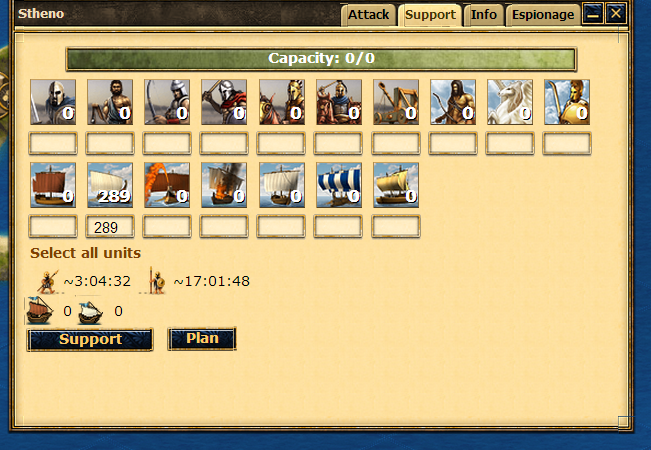 Stheno Attack Support Info Espionage
Capacity: 0/0
0 0 0 0 0 0 0 0 0 0
0 289 0 0 0 0 0
289
Select all units
~3:04:32 ~17:01:48
0 0
Support Plan